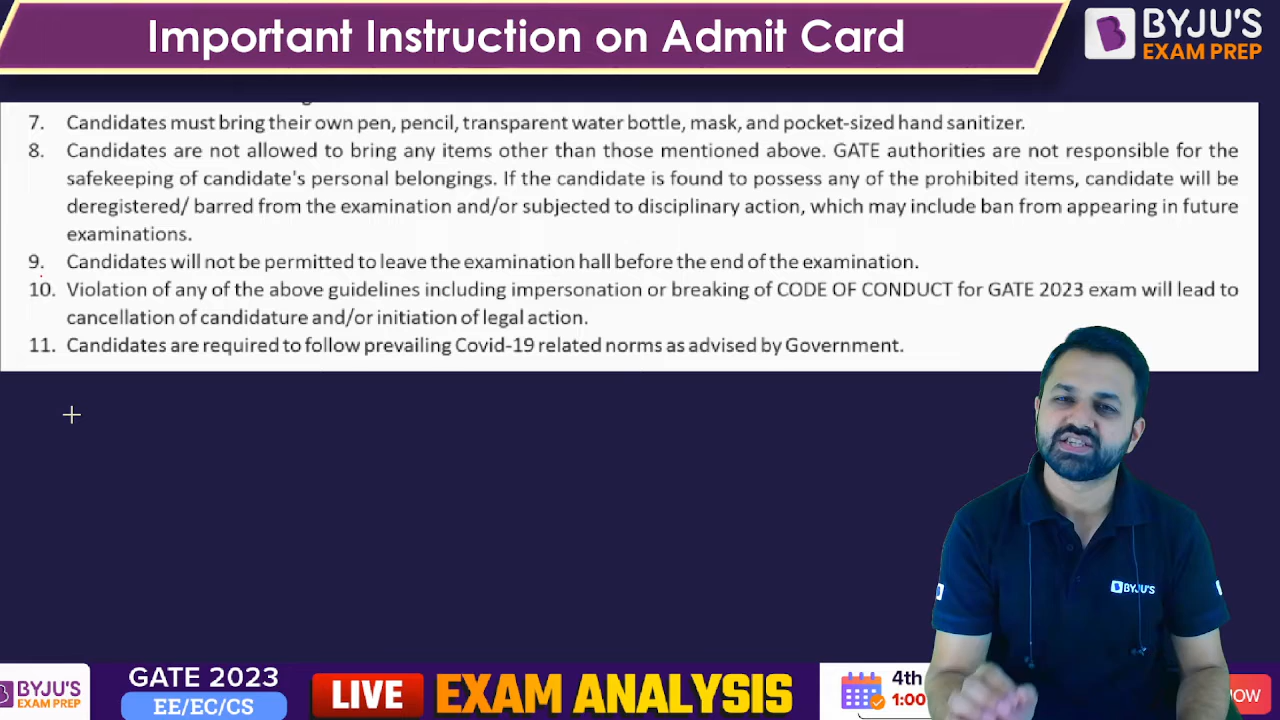 Important Instruction on Admit Card
BYJU'S
EXAM PREP
7. Candidates must bring their own pen, pencil, transparent water bottle, mask, and pocket-sized hand sanitizer.
8. Candidates are not allowed to bring any items other than those mentioned above. GATE authorities are not responsible for the
safekeeping of candidate's personal belongings. If the candidate is found to possess any of the prohibited items, candidate will be
deregistered/ barred from the examination and/or subjected to disciplinary action, which may include ban from appearing in future
examinations.
9. Candidates will not be permitted to leave the examination hall before the end of the examination.
10. Violation of any of the above guidelines including impersonation or breaking of CODE OF CONDUCT for GATE 2023 exam will lead to
cancellation of candidature and/or initiation of legal action.
11. Candidates are required to follow prevailing Covid-19 related norms as advised by Government.
BYJU'S
BYJU'S
EXAM PREP
GATE 2023
EE/EC/CS
LIVE
EXAM ANALYSIS
4th
1:00